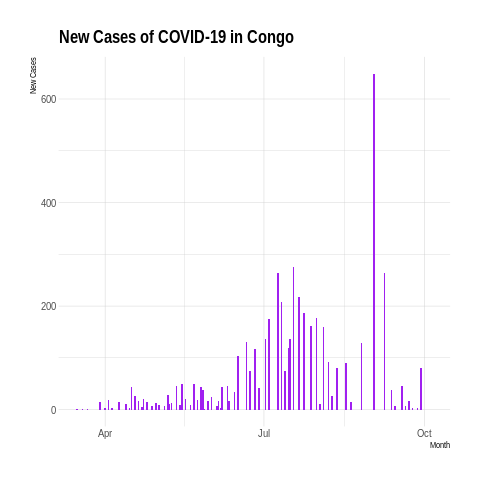 New Cases of COVID-19 in Congo
New Cases
600
400
200
0
Apr
Jul
Oct
Month